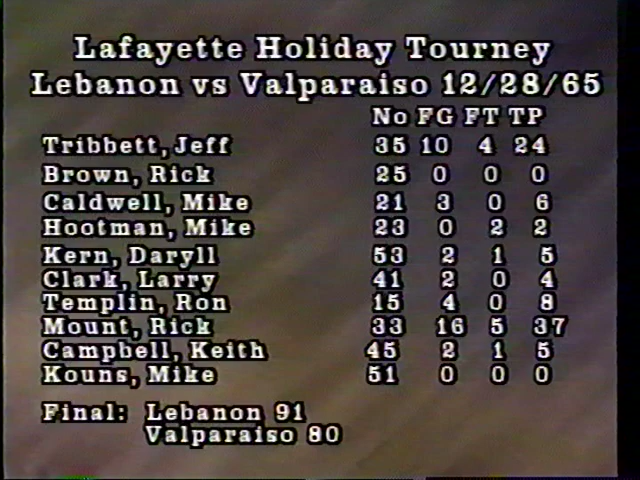 Lafayette Holiday Tourney
Lebanon vs Valparaiso 12/28/65
No FG FT TP
Tribbett, Jeff 35 10 4 24
Brown, Rick 25 0 0 0
Caldwell, Mike 21 3 0 6
Hootman, Mike 23 0 2 2
Kern, Daryll 53 2 1 5
Clark, Larry 41 2 0 4
Templin, Ron 15 4 0 8
Mount, Rick 33 16 5 37
Campbell, Keith 45 2 1 5
Kouns, Mike 51 0 0 0
Final: Lebanon 91
Valparaiso 80